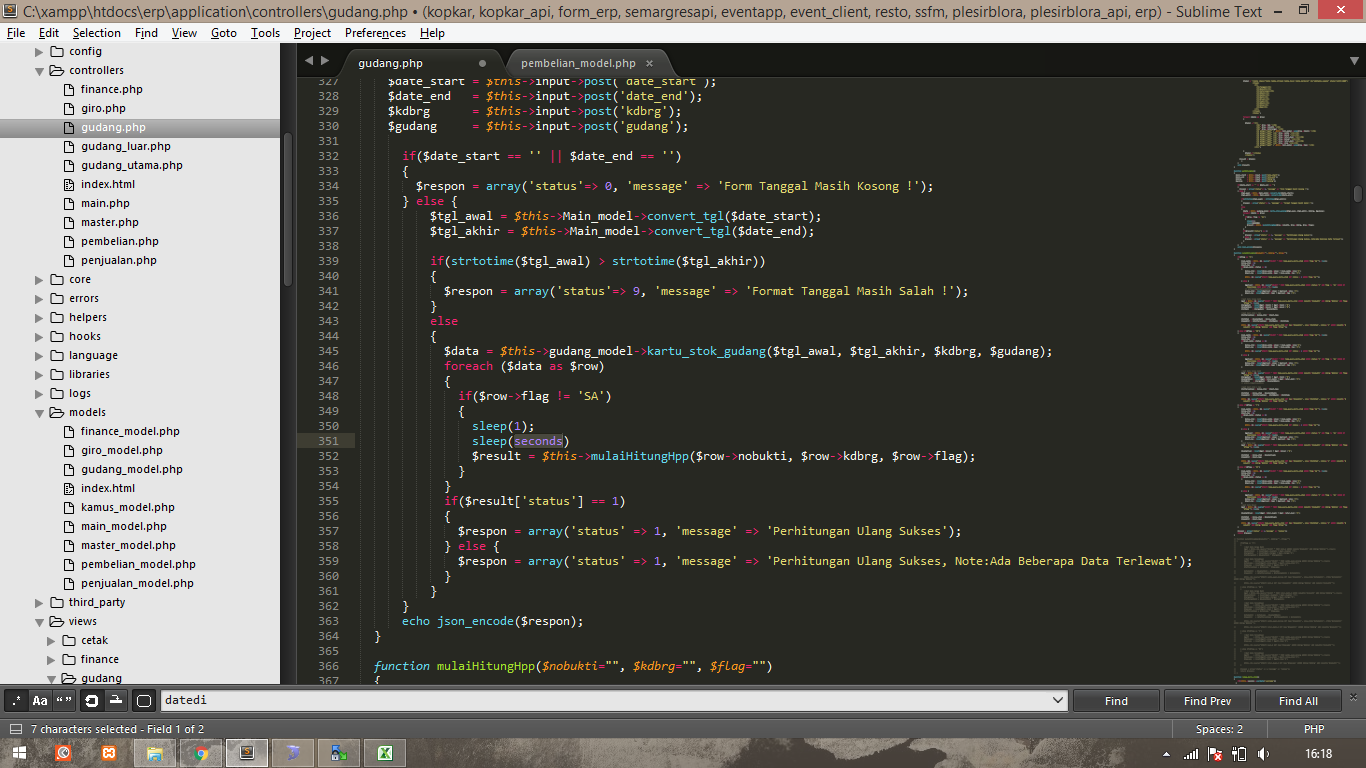 C:\xampp\htdocs\erp\application\controllers\gudang.php • (kopkar, kopkar_api, form_erp, semargresapi, eventapp, event_client, resto, ssfm, plesirblora, plesirblora_api, erp) - Sublime Text
File Edit Selection Find View Goto Tools Project Preferences Help
config
controllers
finance.php
giro.php
gudang.php
gudang_luar.php
gudang_utama.php
index.html
main.php
master.php
pembelian.php
penjualan.php
core
errors
helpers
hooks
language
libraries
logs
models
finance_model.php
giro_model.php
gudang_model.php
index.html
kamus_model.php
main_model.php
master_model.php
pembelian_model.php
penjualan_model.php
third_party
views
cetak
finance
gudang
gudang.php
pembelian_model.php
327 $date_start = $this->input->post('date_start');
328 $date_end = $this->input->post('date_end');
329 $kdbrg = $this->input->post('kdbrg');
330 $gudang = $this->input->post('gudang');
331
332 if($date_start == '' || $date_end == '')
333 {
334 $respon = array('status'=> 0, 'message' => 'Form Tanggal Masih Kosong !');
335 } else {
336 $tgl_awal = $this->Main_model->convert_tgl($date_start);
337 $tgl_akhir = $this->Main_model->convert_tgl($date_end);
338
339 if(strtotime($tgl_awal) > strtotime($tgl_akhir))
340 {
341 $respon = array('status'=> 9, 'message' => 'Format Tanggal Masih Salah !');
342 }
343 else
344 {
345 $data = $this->gudang_model->kartu_stok_gudang($tgl_awal, $tgl_akhir, $kdbrg, $gudang);
346 foreach ($data as $row)
347 {
348 if($row->flag != 'SA')
349 {
350 sleep(1);
351 sleep(seconds)
352 $result = $this->mulaiHitungHpp($row->nobukti, $row->kdbrg, $row->flag);
353 }
354 }
355 if($result['status'] == 1)
356 {
357 $respon = array('status' => 1, 'message' => 'Perhitungan Ulang Sukses');
358 } else {
359 $respon = array('status' => 1, 'message' => 'Perhitungan Ulang Sukses, Note:Ada Beberapa Data Terlewat');
360 }
361 }
362 }
363 echo json_encode($respon);
364 }
365
366 function mulaiHitungHpp($nobukti="", $kdbrg="", $flag="")
367 {
.* Aa “” datedi Find Find Prev Find All
7 characters selected - Field 1 of 2 Spaces: 2 PHP
16:18